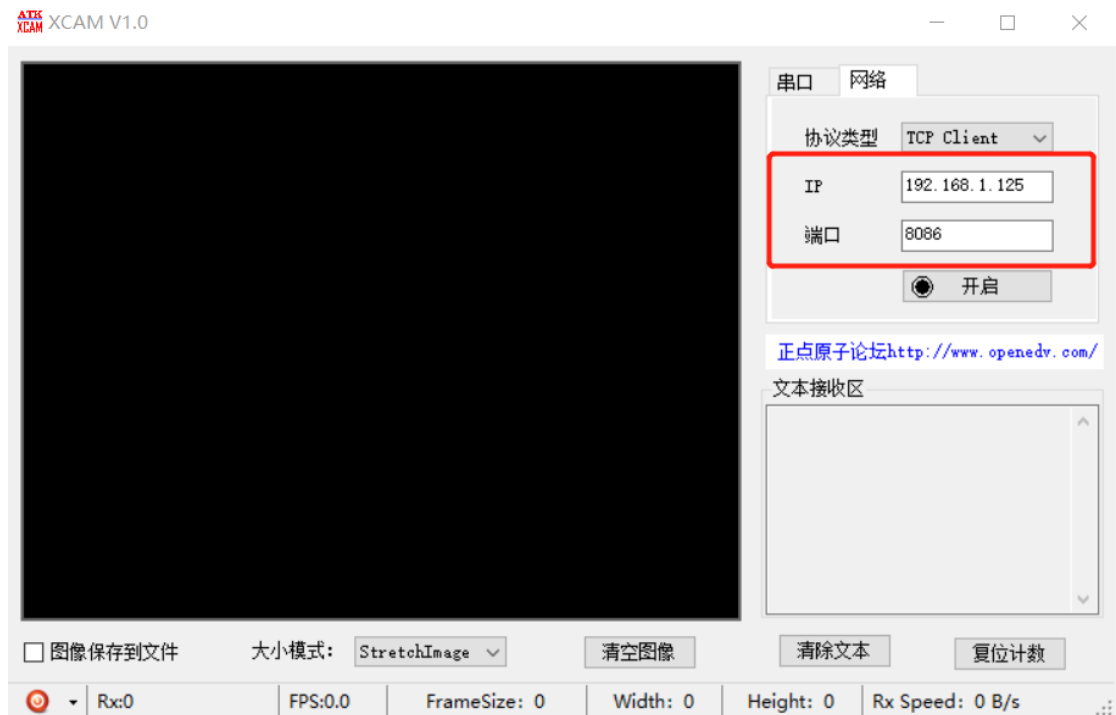 ATK
XCAM XCAM V1.0
串口 网络
协议类型 TCP Client
IP 192.168.1.125
端口 8086
开启
正点原子论坛http://www.openedv.com/
文本接收区
图像保存到文件 大小模式: StretchImage 清空图像 清除文本 复位计数
Rx:0 FPS:0.0 FrameSize: 0 Width: 0 Height: 0 Rx Speed: 0 B/s